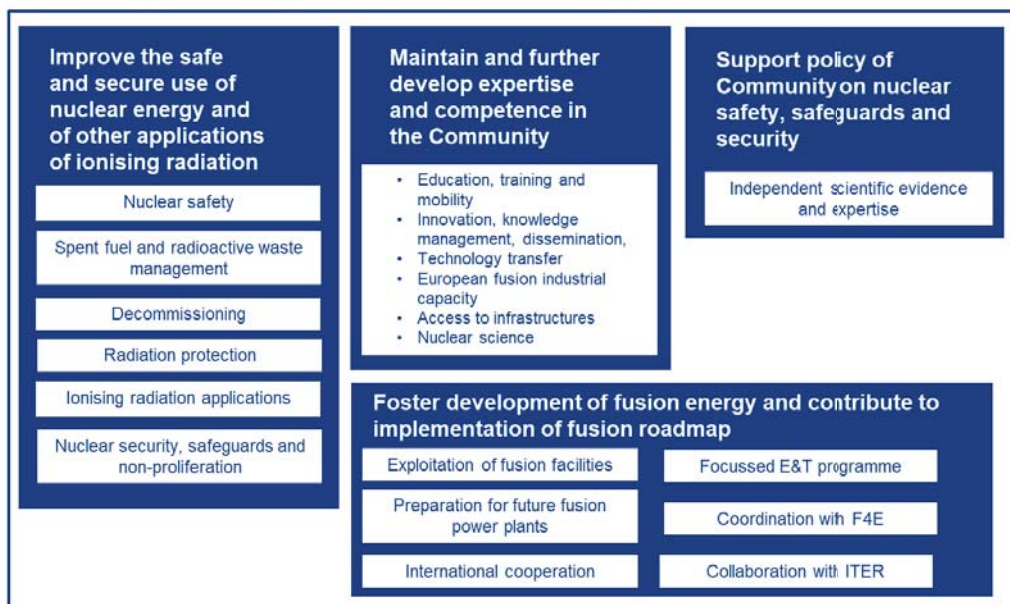 Improve the safe
and secure use of
nuclear energy and
of other applications
of ionising radiation
Nuclear safety
Spent fuel and radioactive waste
management
Decommissioning
Radiation protection
Ionising radiation applications
Nuclear security, safeguards and
non-proliferation
Maintain and further
develop expertise
and competence in
the Community
• Education, training and
mobility
• Innovation, knowledge
management, dissemination,
• Technology transfer
• European fusion industrial
capacity
• Access to infrastructures
• Nuclear science
Support policy of
Community on nuclear
safety, safeguards and
security
Independent scientific evidence
and expertise
Foster development of fusion energy and contribute to
implementation of fusion roadmap
Exploitation of fusion facilities
Preparation for future fusion
power plants
International cooperation
Focussed E&T programme
Coordination with F4E
Collaboration with ITER